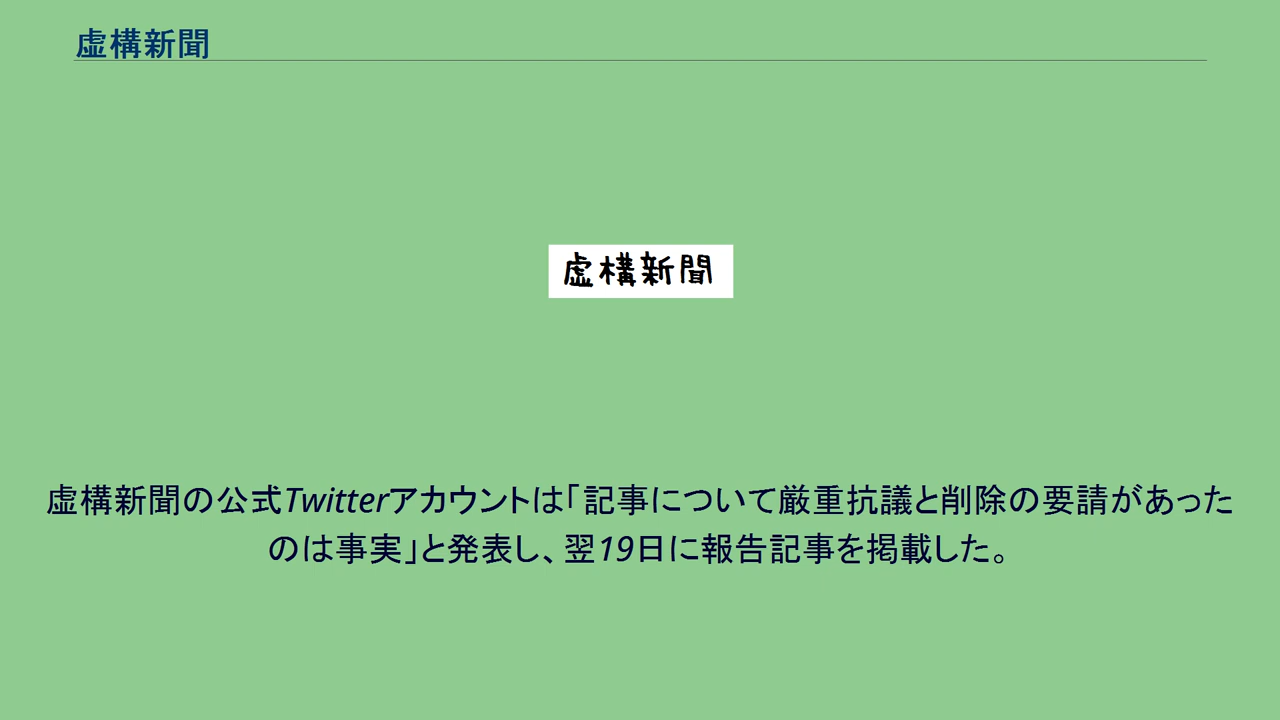 虚構新聞
虚構新聞
虚構新聞の公式Twitterアカウントは「記事について厳重抗議と削除の要請があった
のは事実」と発表し、翌19日に報告記事を掲載した。